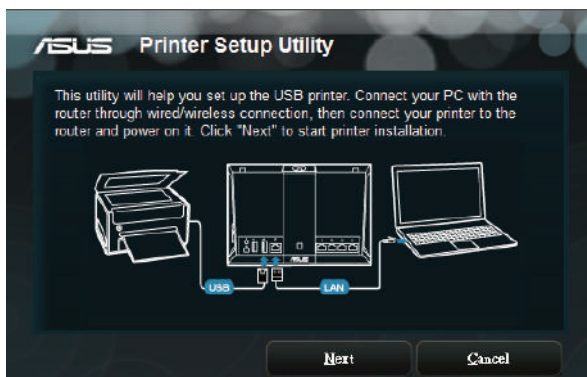 ASUS Printer Setup Utility
This utility will help you set up the USB printer. Connect your PC with the
router through wired/wireless connection, then connect your printer to the
router and power on it. Click "Next" to start printer installation.
ASUS
USB
LAN
Next
Cancel